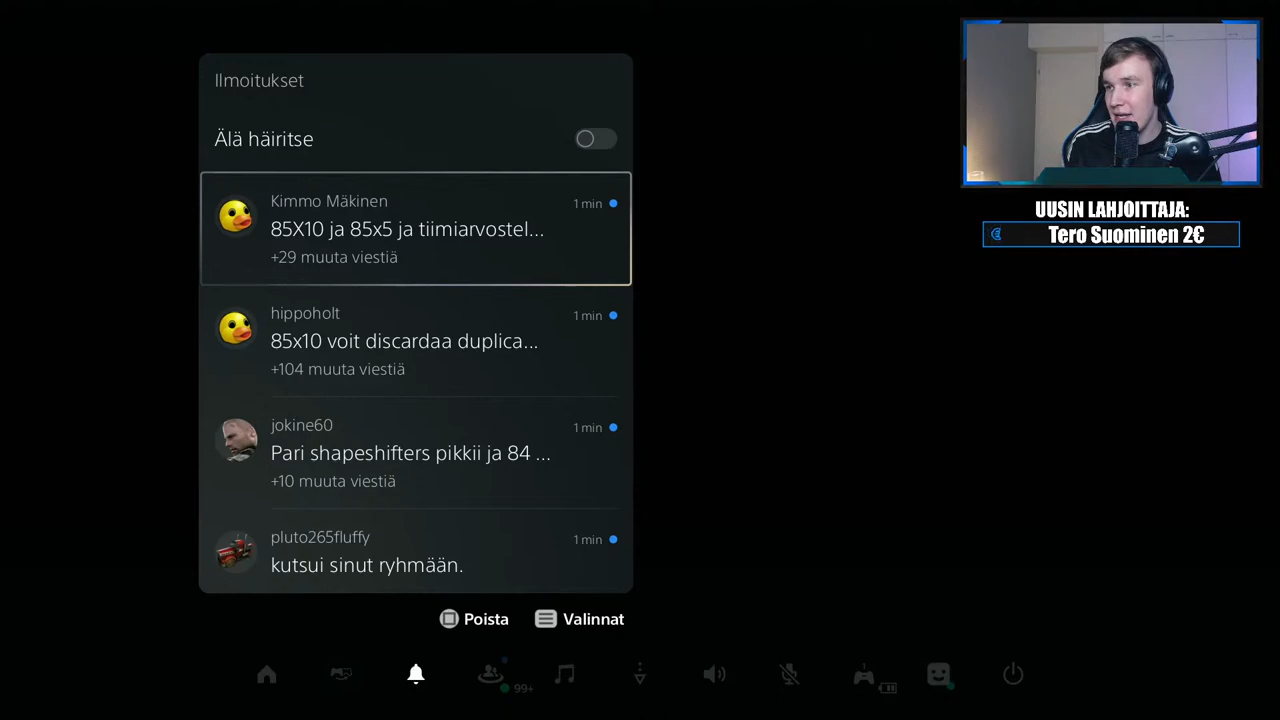 Ilmoitukset
Älä häiritse
Kimmo Mäkinen
1 min
85X10 ja 85x5 ja tiimiarvostel...
+29 muuta viestiä
hippoholt
1 min
85x10 voit discardaa duplica...
+104 muuta viestiä
jokine60
1 min
Pari shapeshifters pikkii ja 84 ...
+10 muuta viestiä
pluto265fluffy
1 min
kutsui sinut ryhmään.
Poista
Valinnat
99+
1
UUSIN LAHJOITTAJA:
Tero Suominen 2€